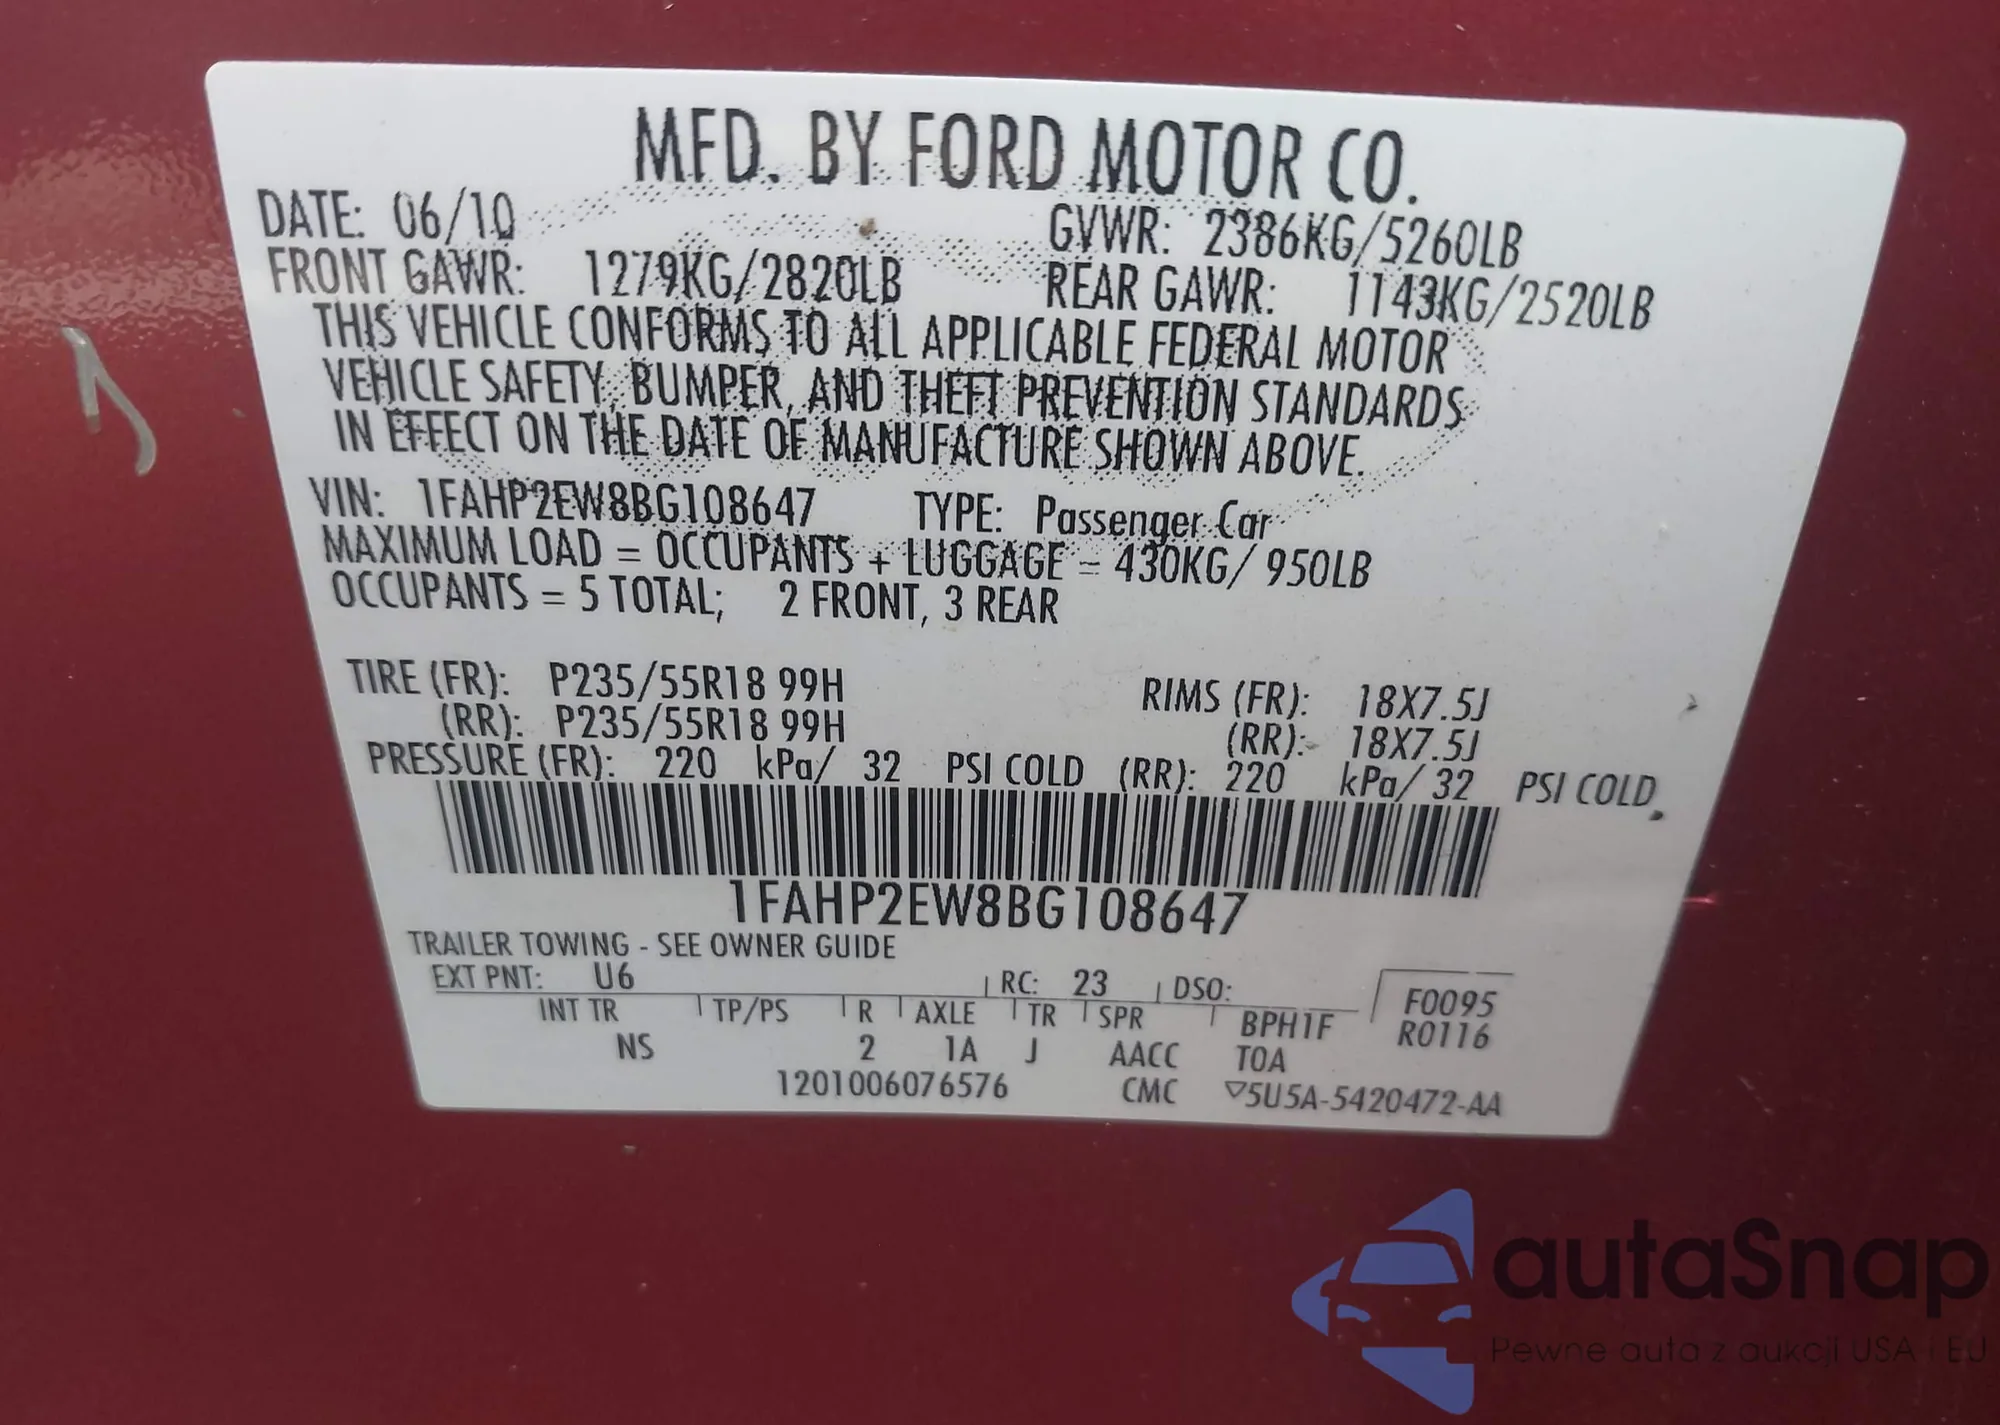 MFD. BY FORD MOTOR CO.
DATE: 06/10 GVWR: 2386KG/5260LB
FRONT GAWR: 1279KG/2820LB REAR GAWR: 1143KG/2520LB
THIS VEHICLE CONFORMS TO ALL APPLICABLE FEDERAL MOTOR
VEHICLE SAFETY, BUMPER, AND THEFT PREVENTION STANDARDS
IN EFFECT ON THE DATE OF MANUFACTURE SHOWN ABOVE.
VIN: 1FAHP2EW8BG108647 TYPE: Passenger Car
MAXIMUM LOAD = OCCUPANTS + LUGGAGE = 430KG/ 950LB
OCCUPANTS = 5 TOTAL; 2 FRONT, 3 REAR
TIRE (FR): P235/55R18 99H RIMS (FR): 18X7.5J
(RR): P235/55R18 99H (RR): 18X7.5J
PRESSURE (FR): 220 kPa/ 32 PSI COLD (RR): 220 kPa/ 32 PSI COLD
1FAHP2EW8BG108647
TRAILER TOWING - SEE OWNER GUIDE
EXT PNT: U6 RC: 23 DSO: F0095
INT TR TP/PS R AXLE TR SPR BPH1F R0116
NS 2 1A J AACC TOA
1201006076576 CMC ▽5U5A-5420472-AA
autaSnap
Pewne auta z aukcji USA i EU